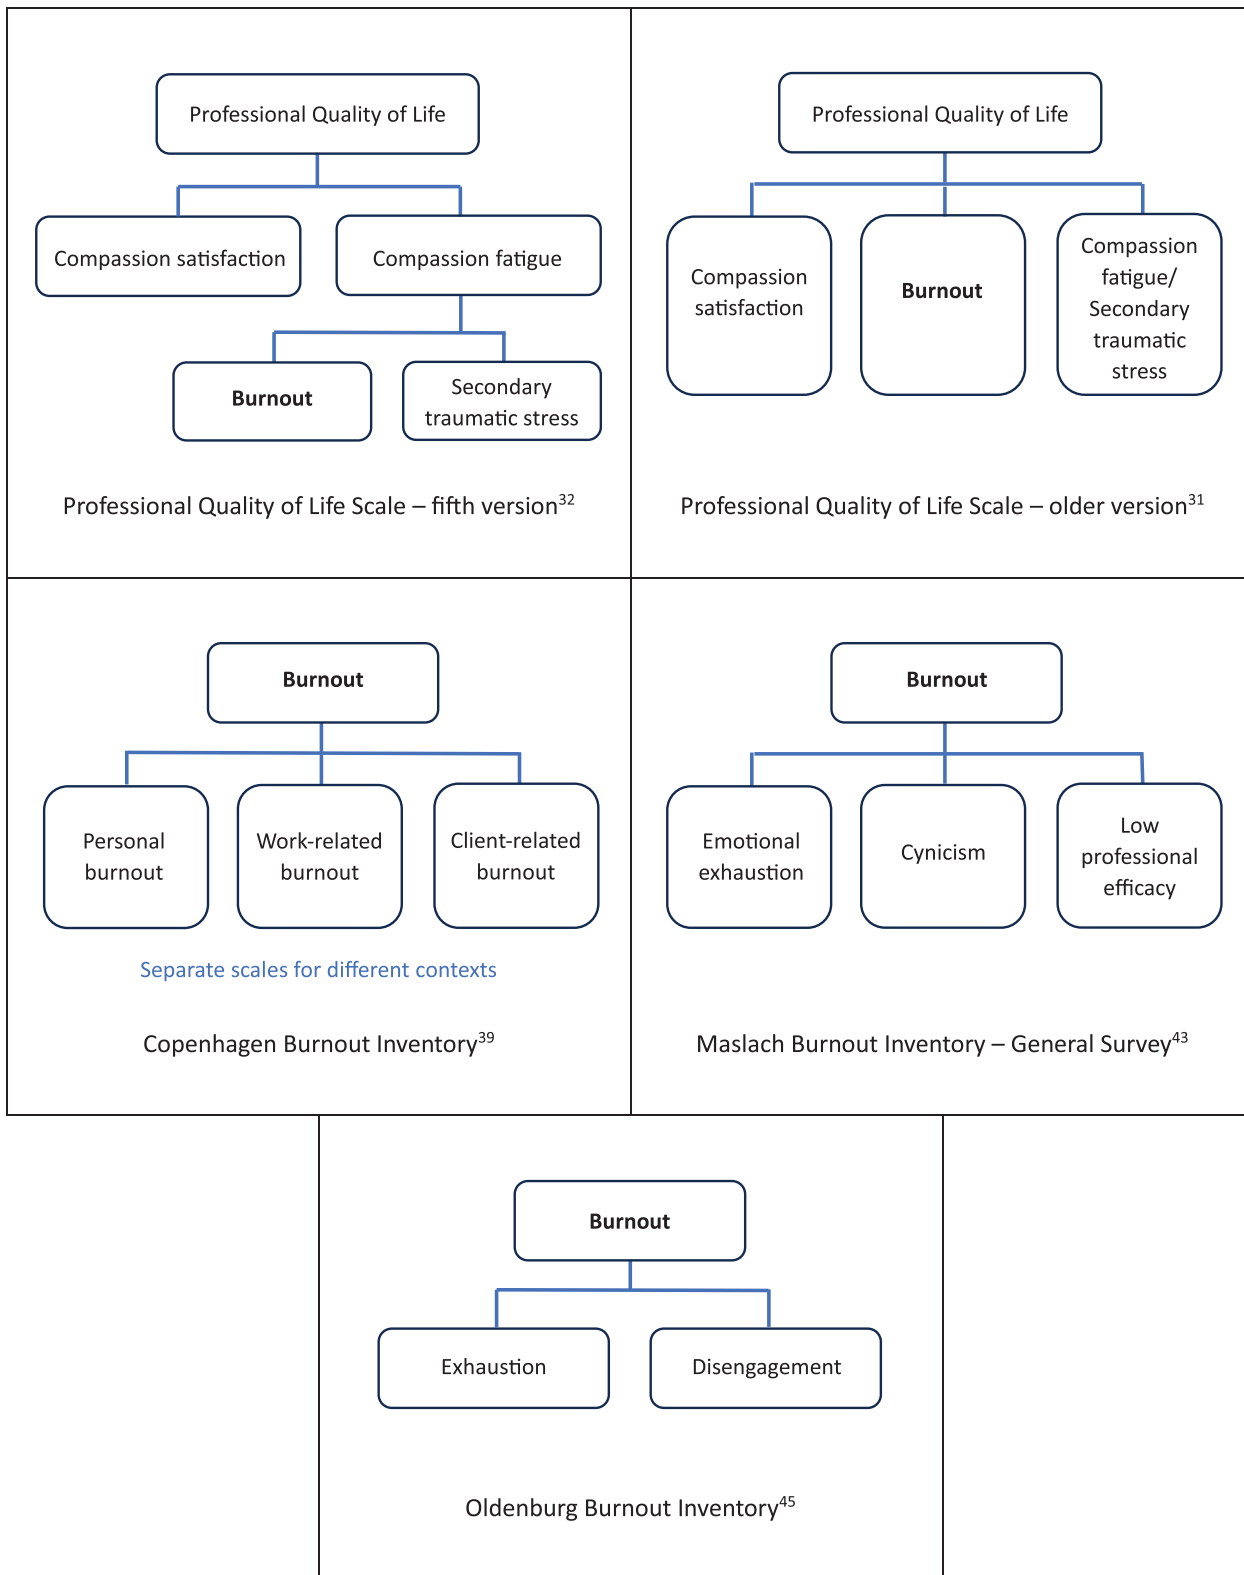 Professional Quality of Life
Compassion satisfaction
Compassion fatigue
Burnout
Secondary
traumatic stress
Professional Quality of Life Scale – fifth version32
Professional Quality of Life
Compassion
satisfaction
Burnout
Compassion
fatigue/
Secondary
traumatic
stress
Professional Quality of Life Scale – older version31
Burnout
Personal
burnout
Work-related
burnout
Client-related
burnout
Separate scales for different contexts
Copenhagen Burnout Inventory39
Burnout
Emotional
exhaustion
Cynicism
Low
professional
efficacy
Maslach Burnout Inventory – General Survey43
Burnout
Exhaustion
Disengagement
Oldenburg Burnout Inventory45